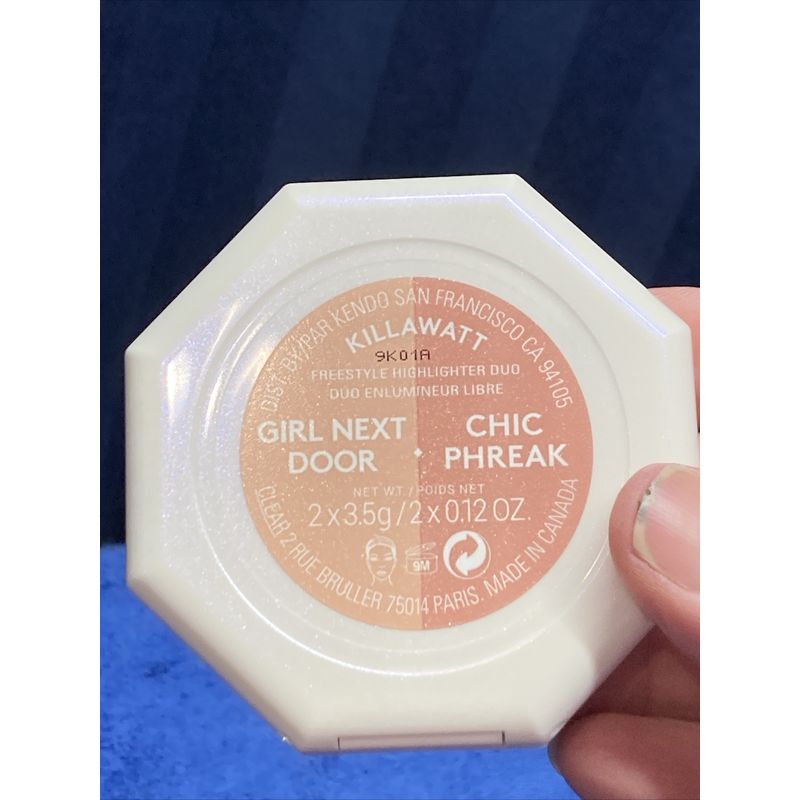 DIST. BY/PAR KENDO SAN FRANCISCO CA 94105
KILLAWATT
9K01A
FREESTYLE HIGHLIGHTER DUO
DUO ENLUMINEUR LIBRE
GIRL NEXT DOOR
CHIC PHREAK
NET WT. / POIDS NET
2 x 3.5g / 2 x 0.12 OZ.
9M
CLEAR 2 RUE BRULLER 75014 PARIS. MADE IN CANADA